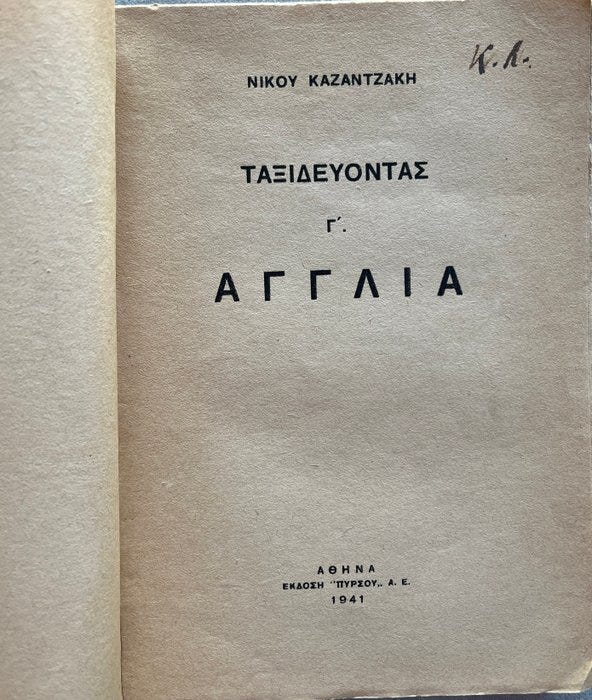 Κ. Λ.
ΝΙΚΟΥ ΚΑΖΑΝΤΖΑΚΗ
ΤΑΞΙΔΕΥΟΝΤΑΣ
Γ΄.
ΑΓΓΛΙΑ
ΑΘΗΝΑ
ΕΚΔΟΣΗ "ΠΥΡΣΟΥ„ Α. Ε.
1941